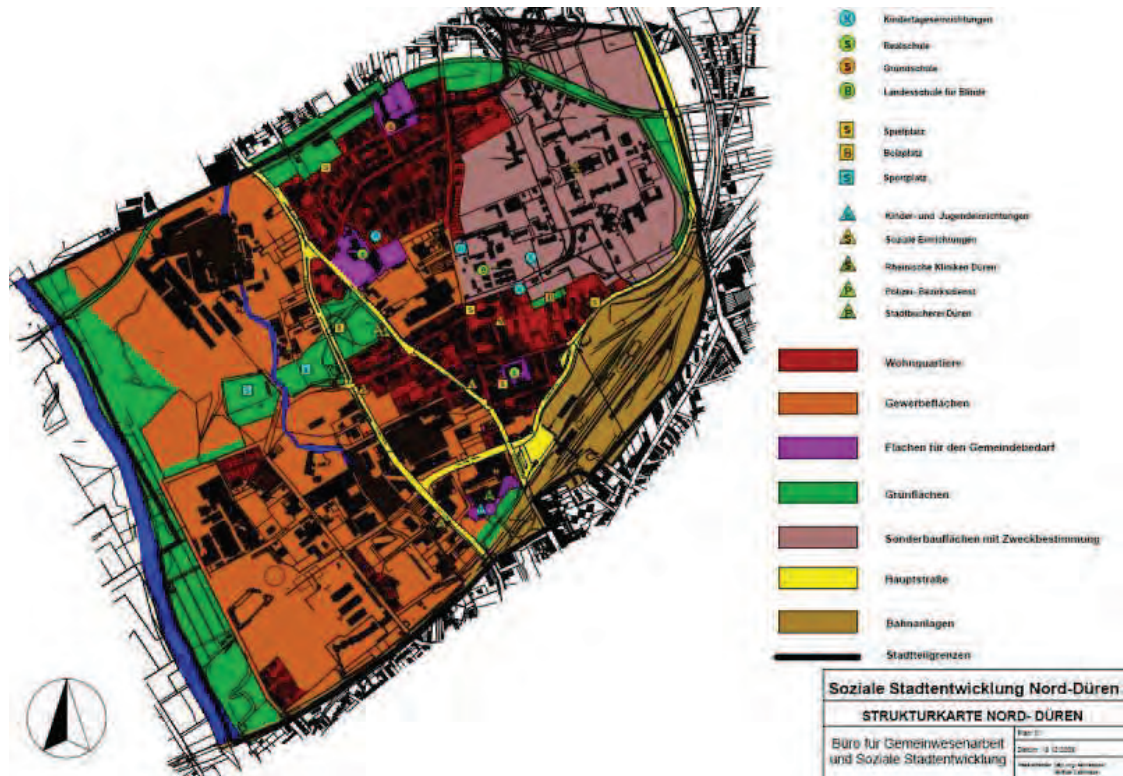 K Kindertageseinrichtungen
S Realschule
S Grundschule
B Landesschule für Blinde
S Spielplatz
B Bolzplatz
S Sportplatz
Kinder- und Jugendeinrichtungen
S Soziale Einrichtungen
Rheinische Kliniken Düren
P Polizei- Bezirksdienst
B Stadtbücherei Düren
Wohnquartiere
Gewerbeflächen
Flächen für den Gemeindebedarf
Grünflächen
Sonderbauflächen mit Zweckbestimmung
Hauptstraße
Bahnanlagen
Stadtteilgrenzen
Soziale Stadtentwicklung Nord-Düren
STRUKTURKARTE NORD- DÜREN
Büro für Gemeinwesenarbeit
und Soziale Stadtentwicklung